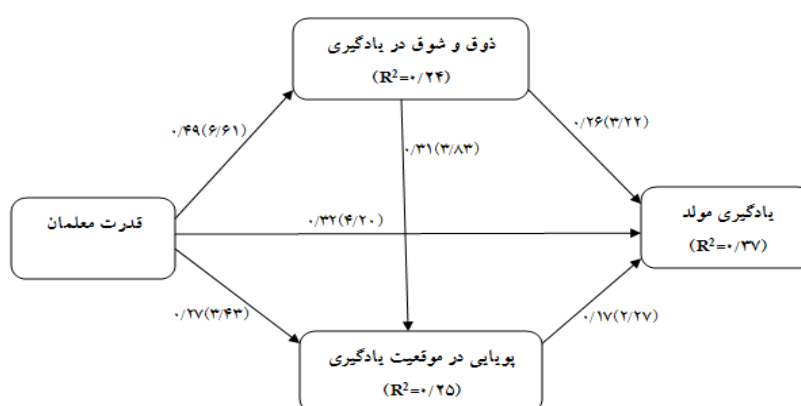 ذوق و شوق در یادگیری
(R²=۰/۲۴)
۰/۴۹(۶/۶۱)
۰/۳۱(۳/۸۳)
۰/۲۶(۳/۲۲)
قدرت معلمان
۰/۳۲(۴/۲۰)
یادگیری مولد
(R²=۰/۳۷)
۰/۲۷(۳/۴۳)
۰/۱۷(۲/۲۷)
پویایی در موقعیت یادگیری
(R²=۰/۲۵)